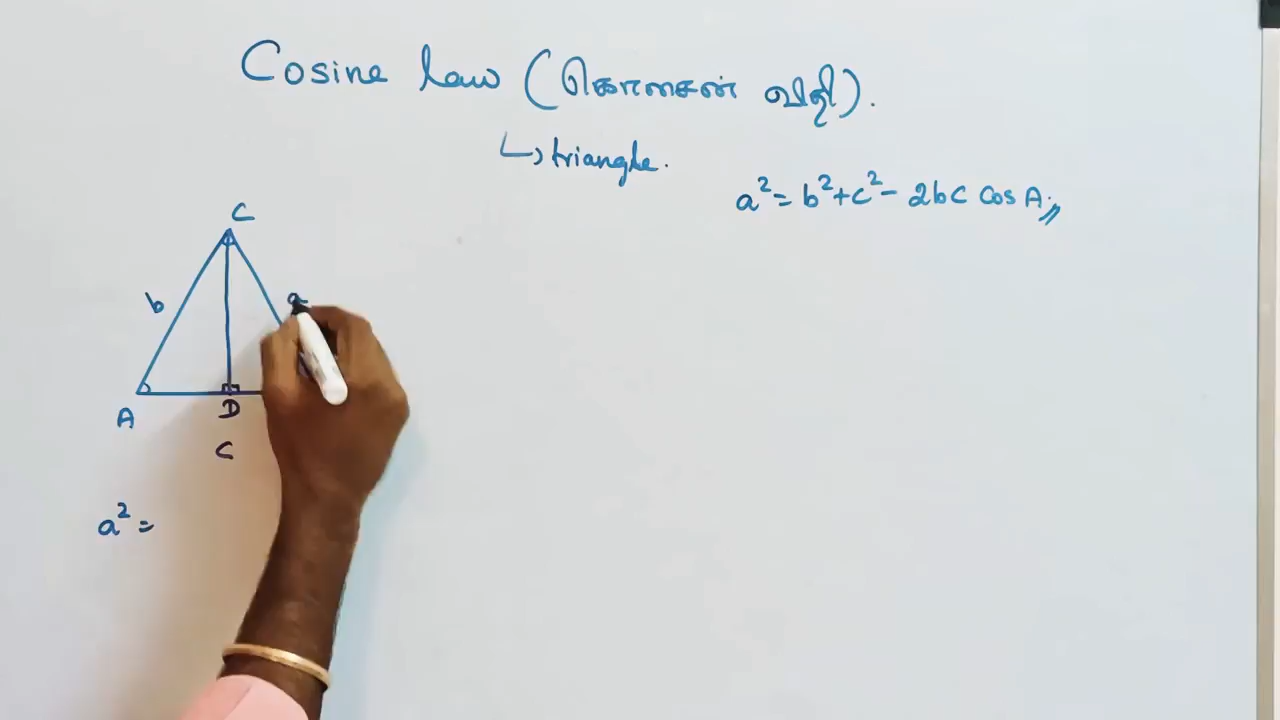 Cosine law (கொசைன் விதி).
↳ triangle.
a² = b² + c² - 2bc Cos A //
C
b
a
A
D
C
a² =